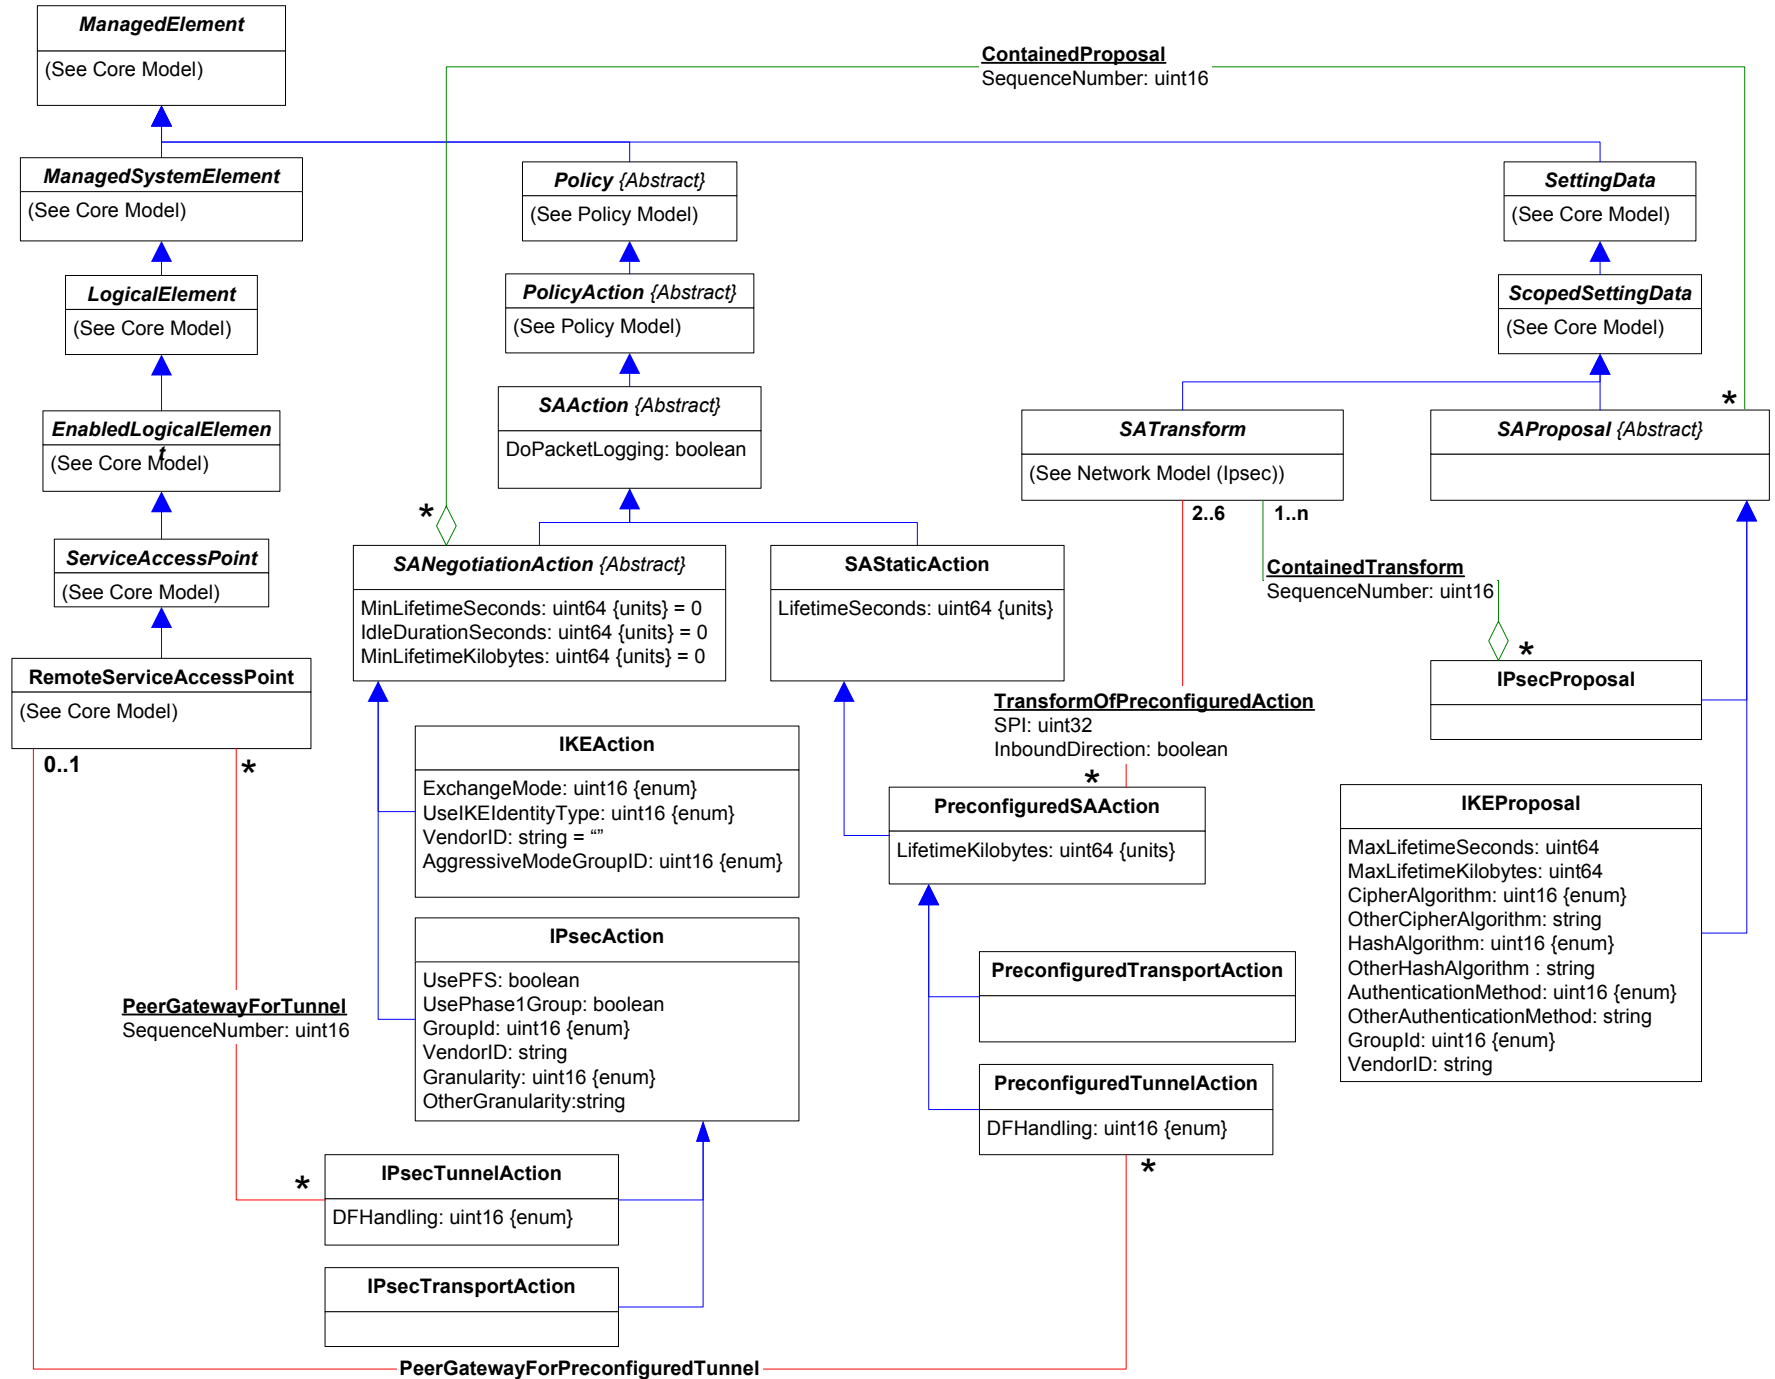 ManagedElement
(See Core Model)
ContainedProposal
SequenceNumber: uint16
ManagedSystemElement
(See Core Model)
Policy {Abstract}
(See Policy Model)
SettingData
(See Core Model)
LogicalElement
(See Core Model)
PolicyAction {Abstract}
(See Policy Model)
ScopedSettingData
(See Core Model)
EnabledLogicalElemen
t
(See Core Model)
SAAction {Abstract}
DoPacketLogging: boolean
SATransform
(See Network Model (Ipsec))
*
SAProposal {Abstract}
2..6
1..n
*
ServiceAccessPoint
(See Core Model)
SANegotiationAction {Abstract}
MinLifetimeSeconds: uint64 {units} = 0
IdleDurationSeconds: uint64 {units} = 0
MinLifetimeKilobytes: uint64 {units} = 0
SAStaticAction
LifetimeSeconds: uint64 {units}
ContainedTransform
SequenceNumber: uint16
*
IPsecProposal
RemoteServiceAccessPoint
(See Core Model)
0..1
*
TransformOfPreconfiguredAction
SPI: uint32
InboundDirection: boolean
*
IKEAction
ExchangeMode: uint16 {enum}
UseIKEIdentityType: uint16 {enum}
VendorID: string = “”
AggressiveModeGroupID: uint16 {enum}
PreconfiguredSAAction
LifetimeKilobytes: uint64 {units}
IKEProposal
MaxLifetimeSeconds: uint64
MaxLifetimeKilobytes: uint64
CipherAlgorithm: uint16 {enum}
OtherCipherAlgorithm: string
HashAlgorithm: uint16 {enum}
OtherHashAlgorithm : string
AuthenticationMethod: uint16 {enum}
OtherAuthenticationMethod: string
GroupId: uint16 {enum}
VendorID: string
IPsecAction
UsePFS: boolean
UsePhase1Group: boolean
GroupId: uint16 {enum}
VendorID: string
Granularity: uint16 {enum}
OtherGranularity:string
PreconfiguredTransportAction
PeerGatewayForTunnel
SequenceNumber: uint16
PreconfiguredTunnelAction
DFHandling: uint16 {enum}
*
*
IPsecTunnelAction
DFHandling: uint16 {enum}
IPsecTransportAction
PeerGatewayForPreconfiguredTunnel